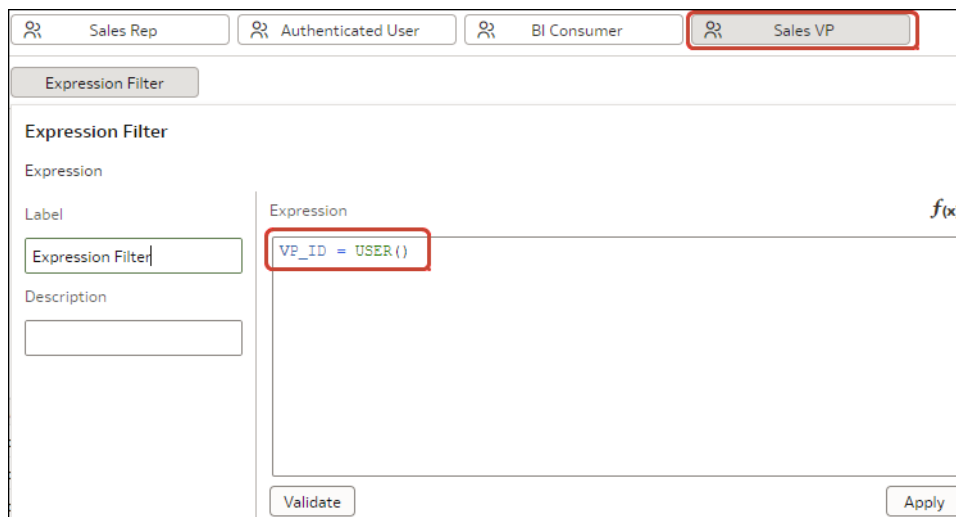 Sales Rep
Authenticated User
BI Consumer
Sales VP
Expression Filter
Expression Filter
Expression
Label
Expression
f(x
Expression Filter
VP_ID = USER()
Description
Validate
Apply